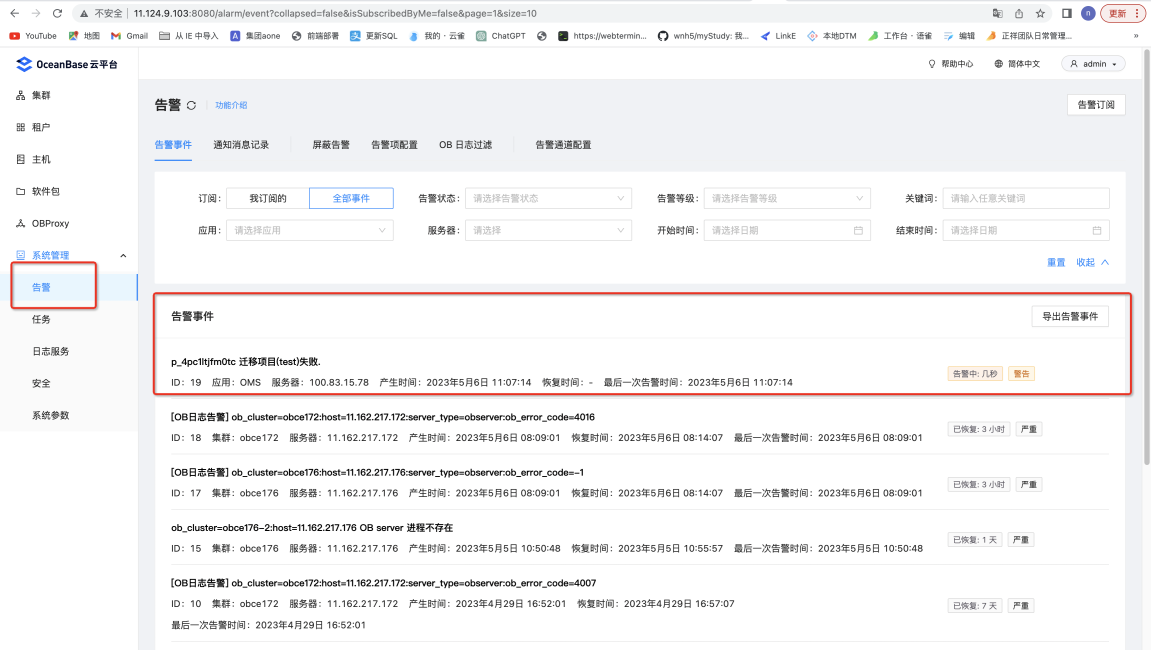 不安全 | 11.124.9.103:8080/alarm/event?collapsed=false&isSubscribedByMe=false&page=1&size=10 更新
YouTube 地图 Gmail 从 IE 中导入 集团aone 前端部署 更新SQL 我的 · 云雀 ChatGPT https://webtermin... wnh5/myStudy: 我... LinkE 本地DTM 工作台 · 语雀 编辑 正祥团队日常管理... »
OceanBase 云平台 帮助中心 简体中文 admin
集群
租户
主机
软件包
OBProxy
系统管理
告警
任务
日志服务
安全
系统参数
告警 功能介绍 告警订阅
告警事件 通知消息记录 屏蔽告警 告警项配置 OB 日志过滤 告警通道配置
订阅: 我订阅的 全部事件 告警状态: 请选择告警状态 告警等级: 请选择告警等级 关键词: 请输入任意关键词
应用: 请选择应用 服务器: 请选择 开始时间: 请选择日期 结束时间: 请选择日期
重置 收起
告警事件 导出告警事件
p_4pc1ltjfm0tc 迁移项目(test)失败.
ID: 19 应用: OMS 服务器: 100.83.15.78 产生时间: 2023年5月6日 11:07:14 恢复时间: - 最后一次告警时间: 2023年5月6日 11:07:14
告警中: 几秒 警告
[OB日志告警] ob_cluster=obce172:host=11.162.217.172:server_type=observer:ob_error_code=4016
ID: 18 集群: obce172 服务器: 11.162.217.172 产生时间: 2023年5月6日 08:09:01 恢复时间: 2023年5月6日 08:14:07 最后一次告警时间: 2023年5月6日 08:09:01
已恢复: 3 小时 严重
[OB日志告警] ob_cluster=obce176:host=11.162.217.176:server_type=observer:ob_error_code=-1
ID: 17 集群: obce176 服务器: 11.162.217.176 产生时间: 2023年5月6日 08:09:01 恢复时间: 2023年5月6日 08:14:07 最后一次告警时间: 2023年5月6日 08:09:01
已恢复: 3 小时 严重
ob_cluster=obce176-2:host=11.162.217.176 OB server 进程不存在
ID: 15 集群: obce176 服务器: 11.162.217.176 产生时间: 2023年5月5日 10:50:48 恢复时间: 2023年5月5日 10:55:57 最后一次告警时间: 2023年5月5日 10:50:48
已恢复: 1 天 严重
[OB日志告警] ob_cluster=obce172:host=11.162.217.172:server_type=observer:ob_error_code=4007
ID: 10 集群: obce172 服务器: 11.162.217.172 产生时间: 2023年4月29日 16:52:01 恢复时间: 2023年4月29日 16:57:07
最后一次告警时间: 2023年4月29日 16:52:01
已恢复: 7 天 严重